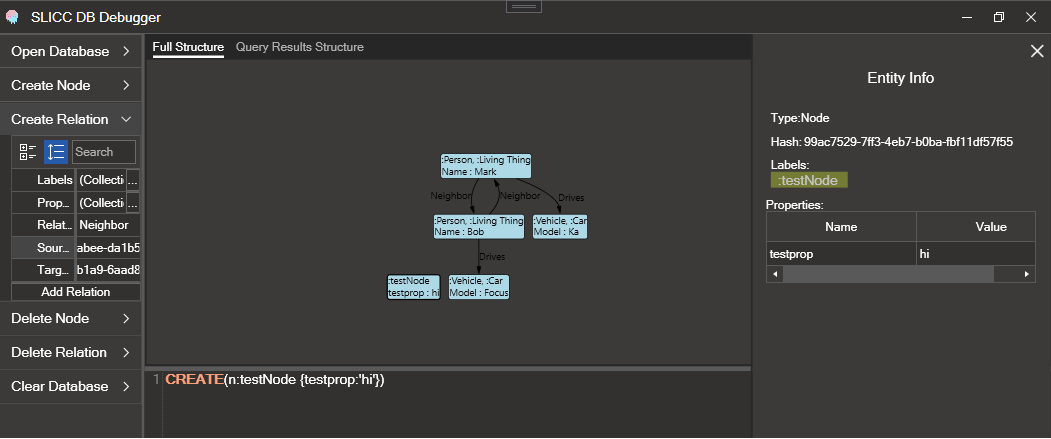 SLICC DB Debugger
Open Database
Create Node
Create Relation
Search
Labels (Collecti ...
Prop... (Collecti ...
Relat... Neighbor
Sour... abee-da1b5
Targ... b1a9-6aad8
Add Relation
Delete Node
Delete Relation
Clear Database
Full Structure Query Results Structure
:Person, :Living Thing
Name : Mark
Neighbor Neighbor Drives
:Person, :Living Thing
Name : Bob
:Vehicle, :Car
Model : Ka
Drives
:testNode
testprop : hi
:Vehicle, :Car
Model : Focus
1 CREATE(n:testNode {testprop:'hi'})
Entity Info
Type:Node
Hash: 99ac7529-7ff3-4eb7-b0ba-fbf11df57f55
Labels:
:testNode
Properties:
Name Value
testprop hi